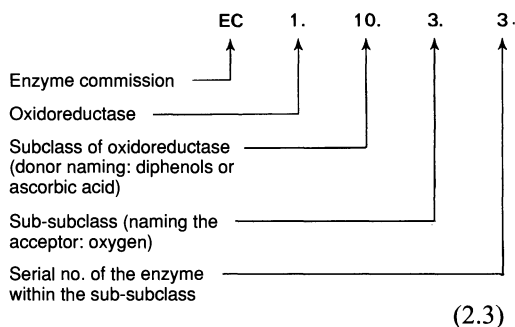 EC 1. 10. 3. 3.
Enzyme commission
Oxidoreductase
Subclass of oxidoreductase
(donor naming: diphenols or
ascorbic acid)
Sub-subclass (naming the
acceptor: oxygen)
Serial no. of the enzyme
within the sub-subclass
(2.3)